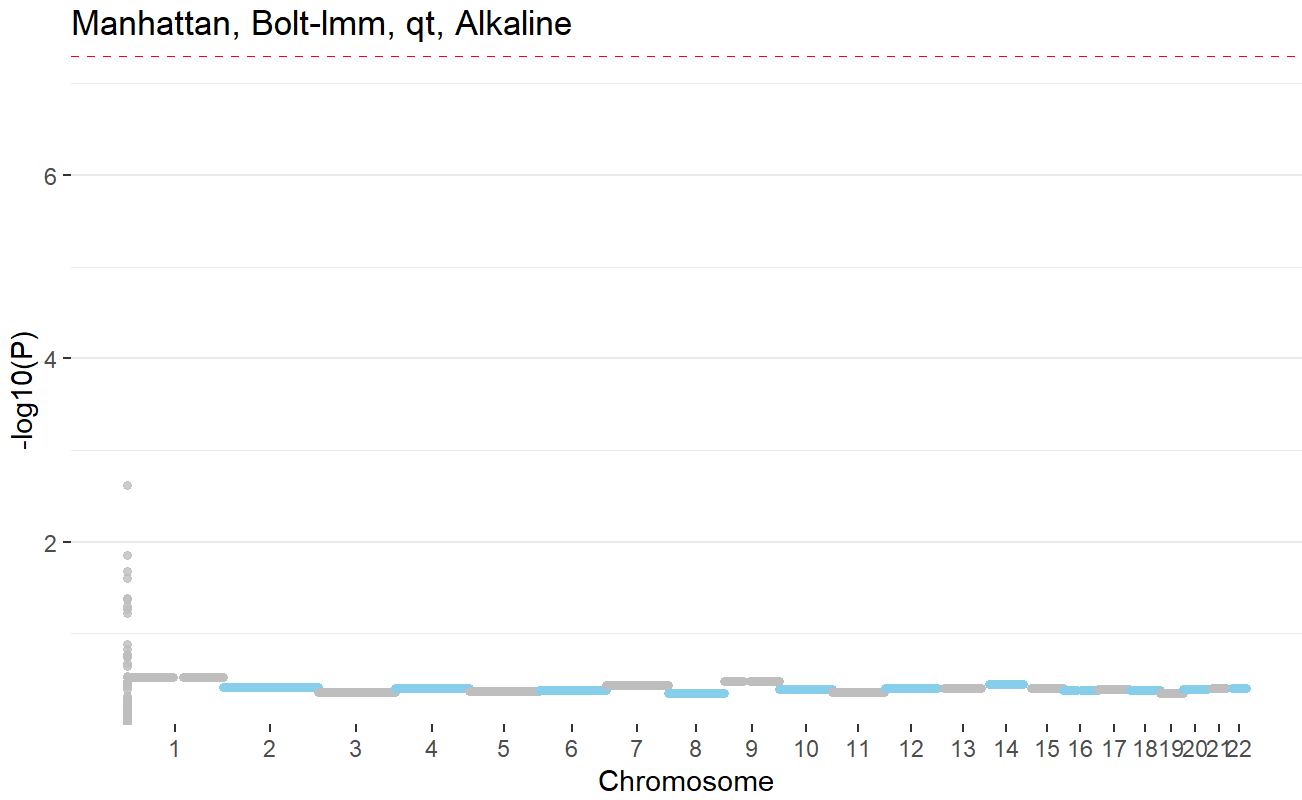 Manhattan, Bolt-lmm, qt, Alkaline
6
4
2
-log10(P)
1 2 3 4 5 6 7 8 9 10 11 12 13 14 15 16 17 18 19 20 21 22
Chromosome